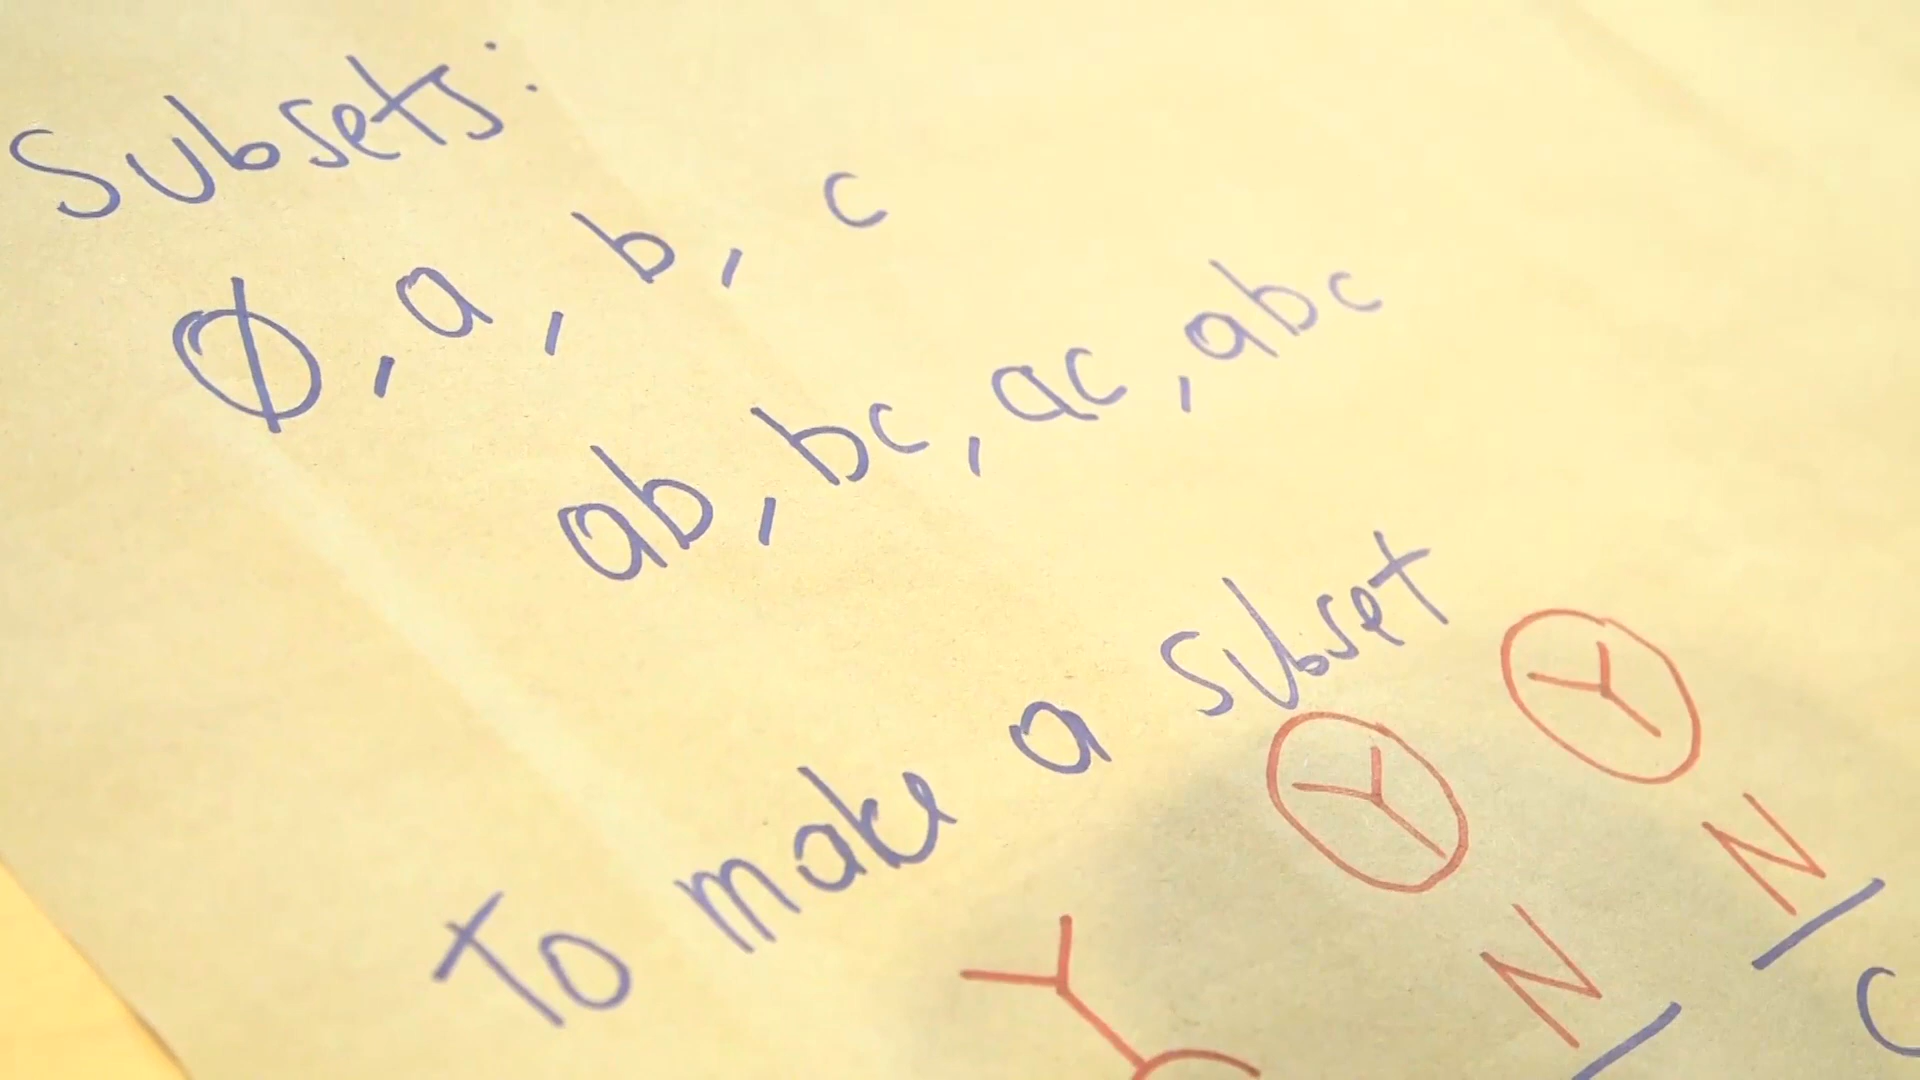 Subsets:
∅, a, b, c
ab, bc, ac, abc
To make a subset
Y Y Y
N N
C